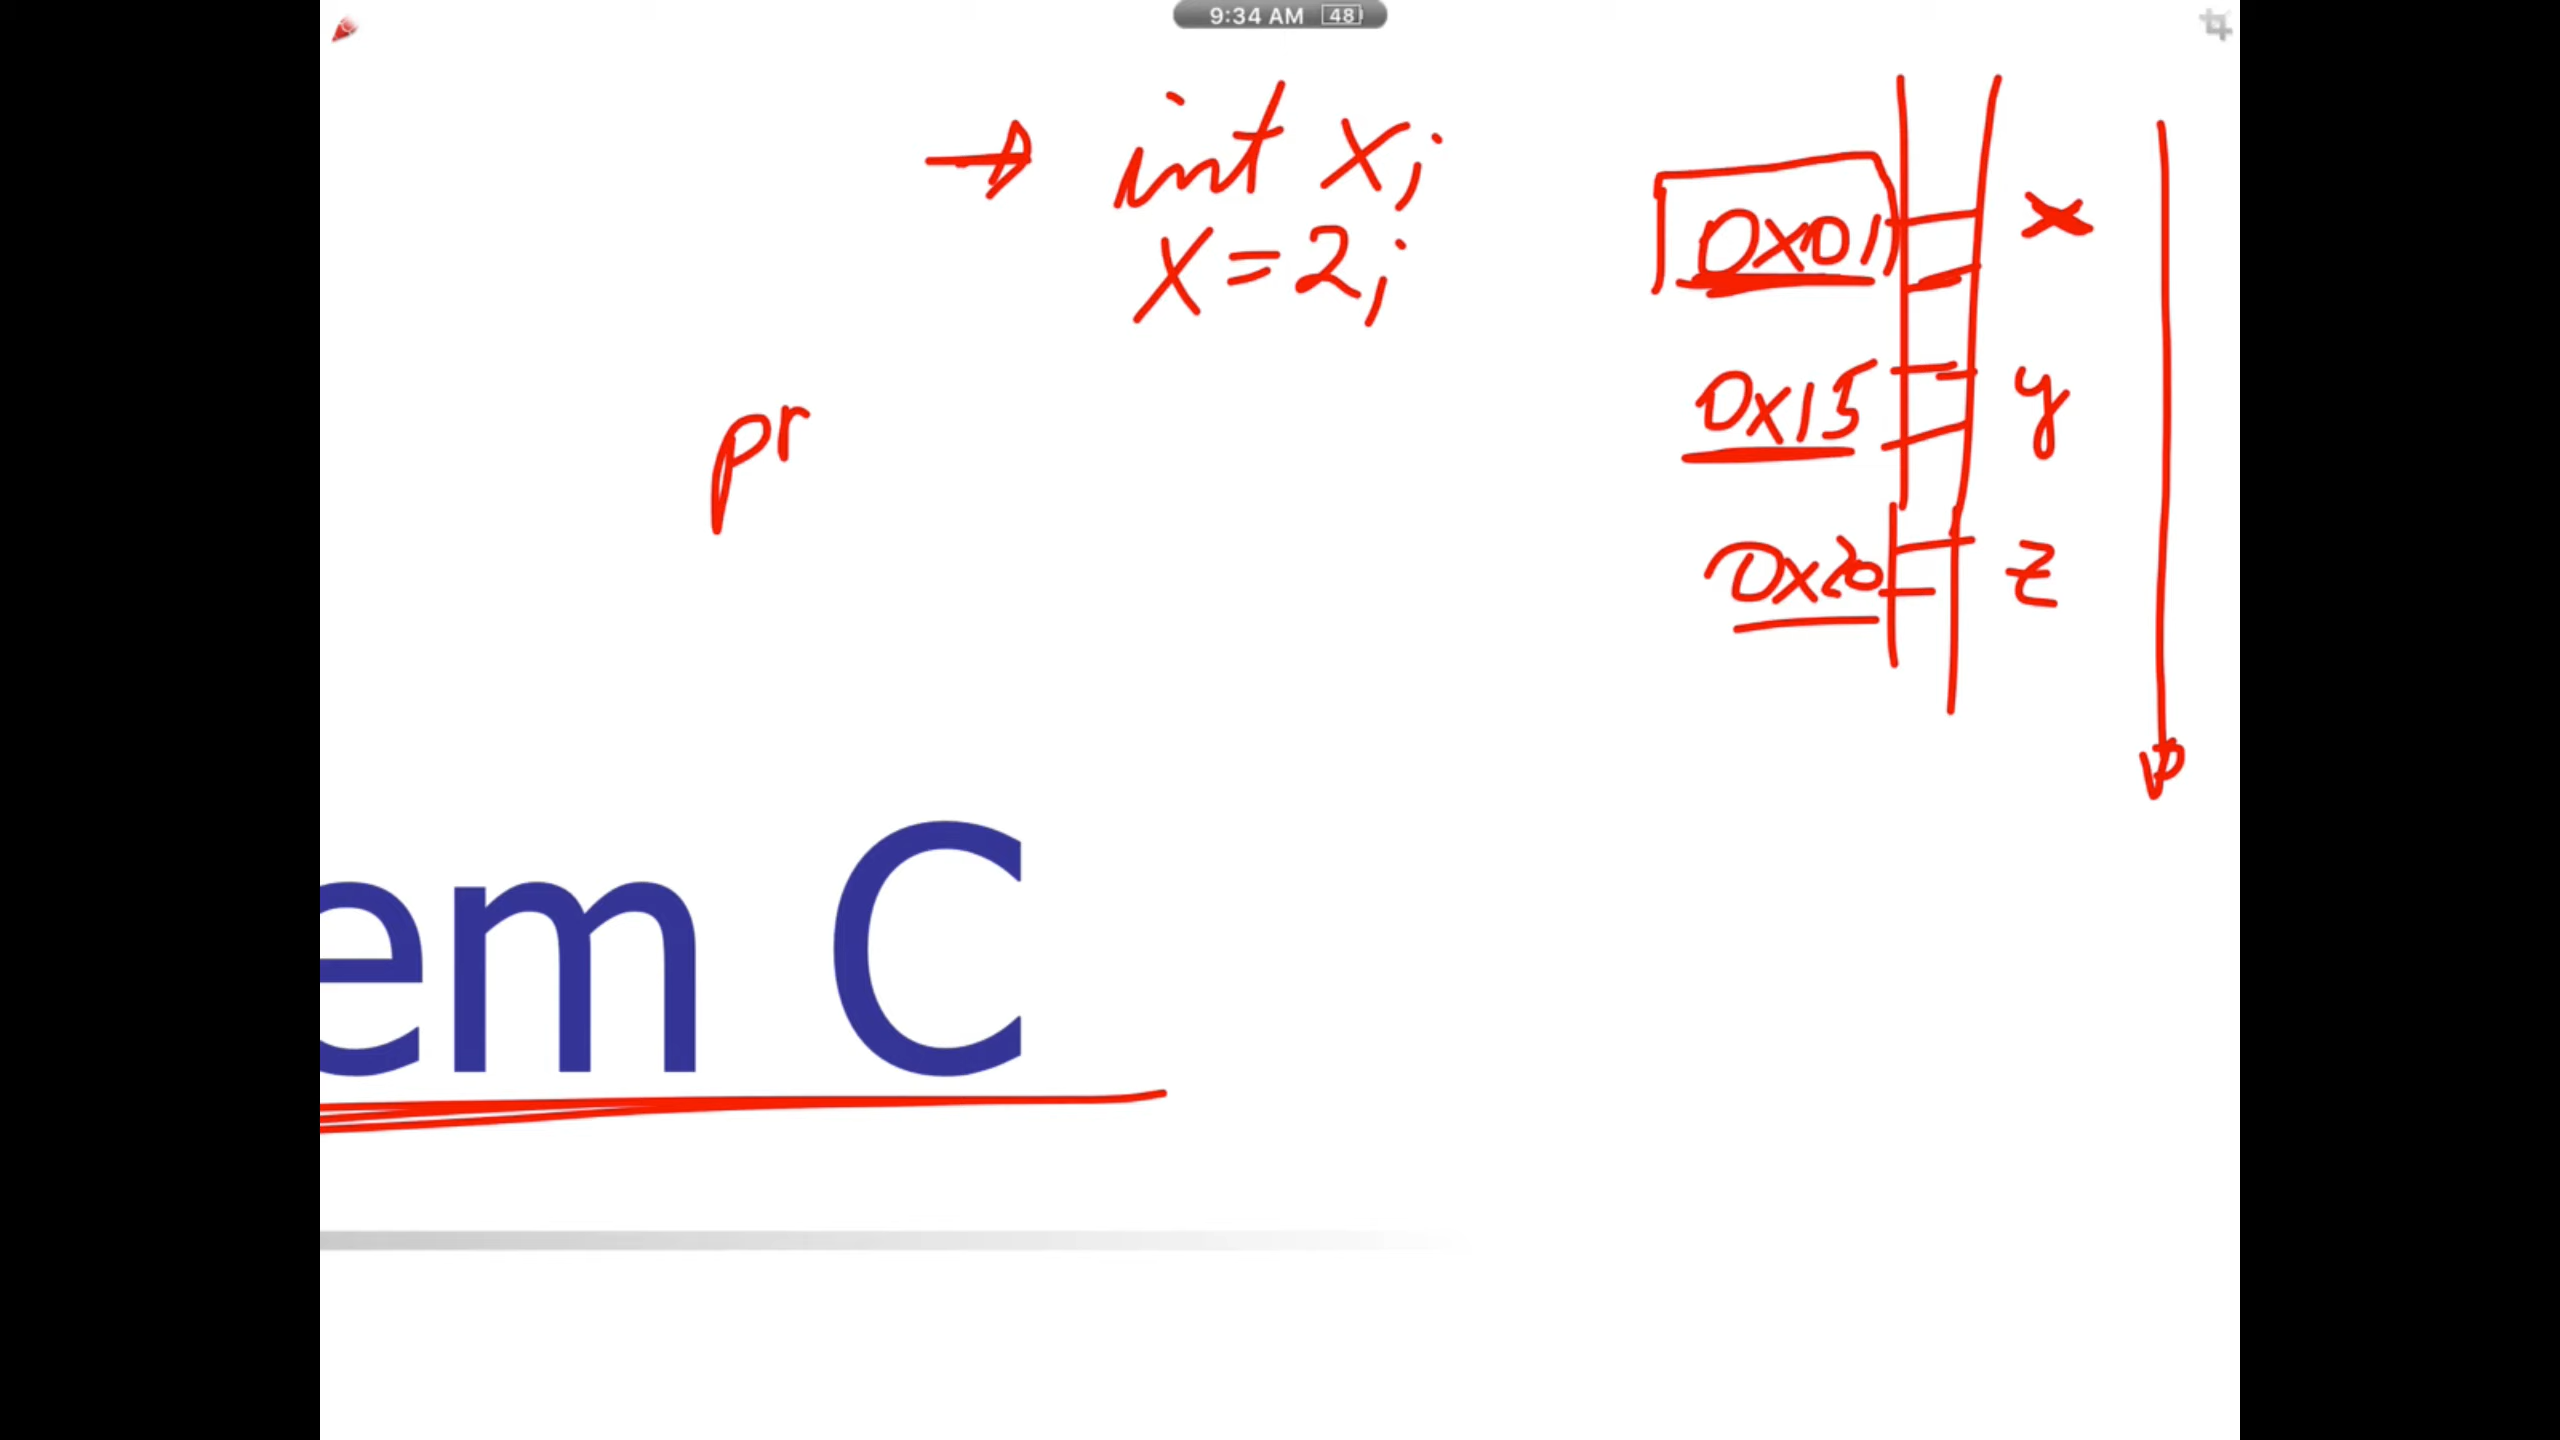 9:34 AM 48
int x;
x=2;
0x01 x
0x15 y
pr
0x20 z
em C